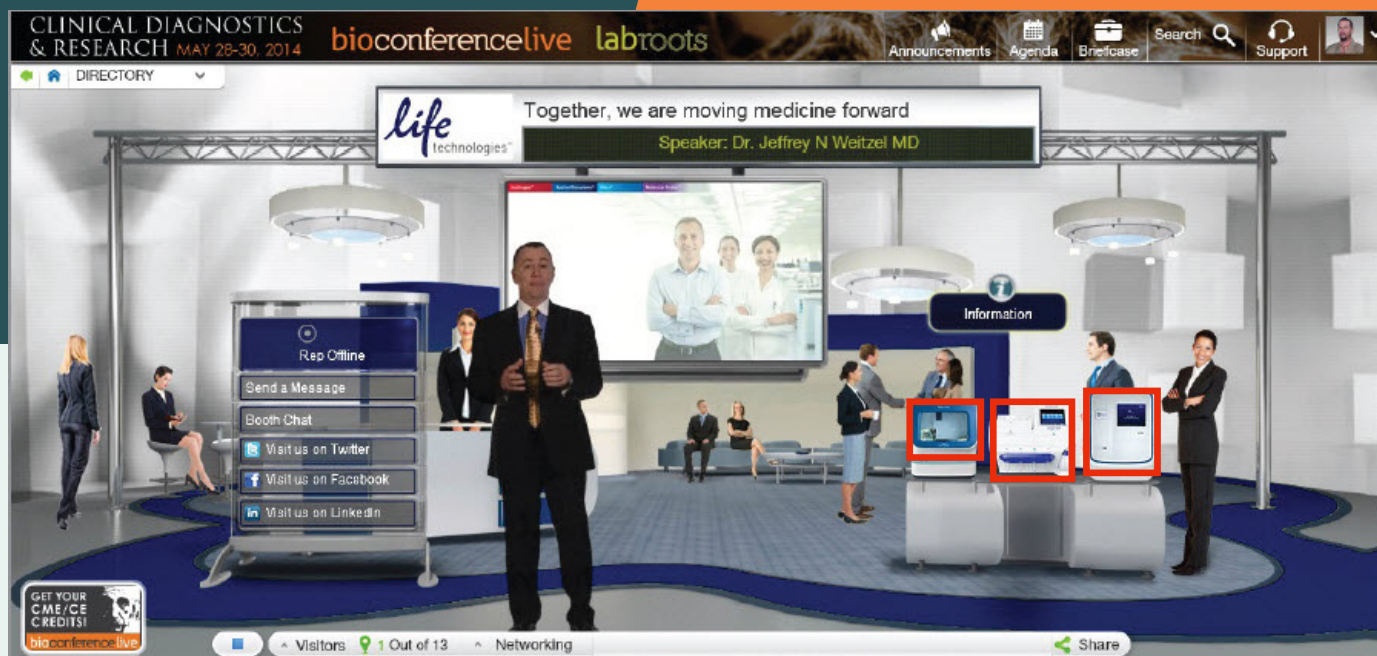 CLINICAL DIAGNOSTICS
& RESEARCH MAY 28-30, 2014
bioconferencelive labroots
Announcements
Agenda
Briefcase
Search
Support
DIRECTORY
life
technologies™
Together, we are moving medicine forward
Speaker: Dr. Jeffrey N Weitzel MD
Information
Rep Offline
Send a Message
Booth Chat
Visit us on Twitter
Visit us on Facebook
Visit us on LinkedIn
GET YOUR
CME/CE
CREDITS!
bioconferencelive
Visitors 1 Out of 13 Networking
Share